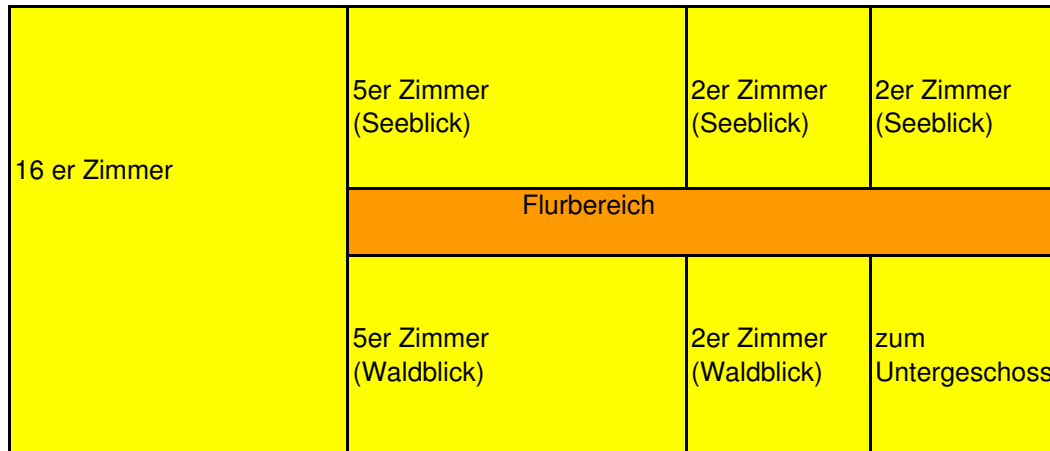 5er Zimmer
(Seeblick)
2er Zimmer
(Seeblick)
2er Zimmer
(Seeblick)
16 er Zimmer
Flurbereich
5er Zimmer
(Waldblick)
2er Zimmer
(Waldblick)
zum
Untergeschoss